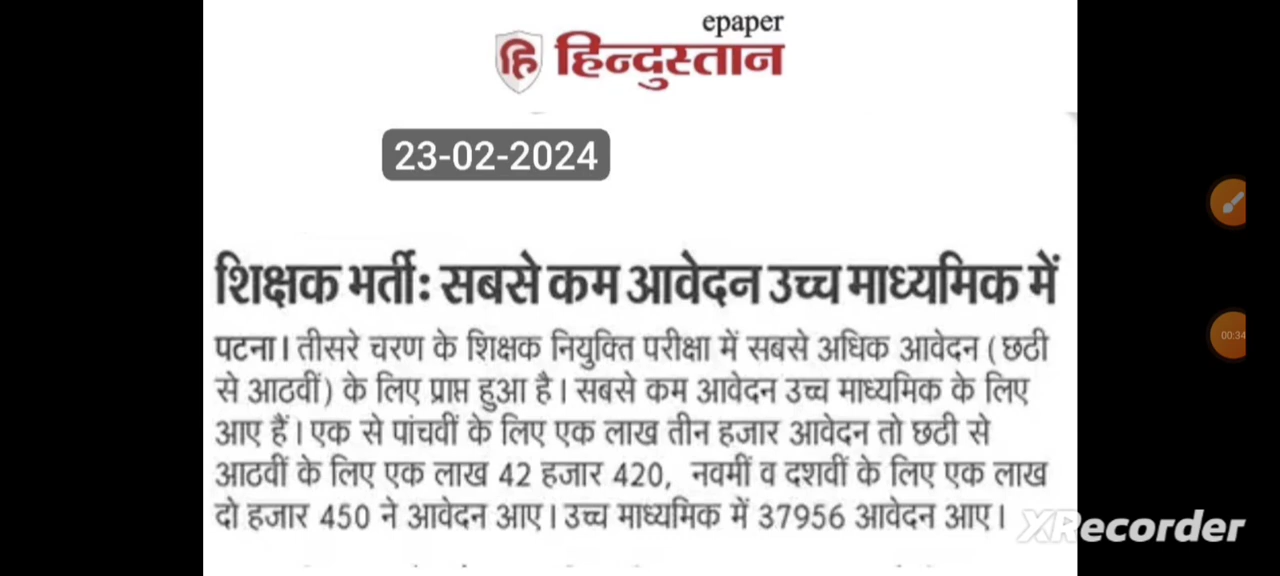 epaper
हि हिन्दुस्तान
23-02-2024
शिक्षक भर्ती: सबसे कम आवेदन उच्च माध्यमिक में
पटना। तीसरे चरण के शिक्षक नियुक्ति परीक्षा में सबसे अधिक आवेदन (छठी
से आठवीं) के लिए प्राप्त हुआ है। सबसे कम आवेदन उच्च माध्यमिक के लिए
आए हैं। एक से पांचवीं के लिए एक लाख तीन हजार आवेदन तो छठी से
आठवीं के लिए एक लाख 42 हजार 420, नवमीं व दशवीं के लिए एक लाख
दो हजार 450 ने आवेदन आए। उच्च माध्यमिक में 37956 आवेदन आए।
00:34
XRecorder